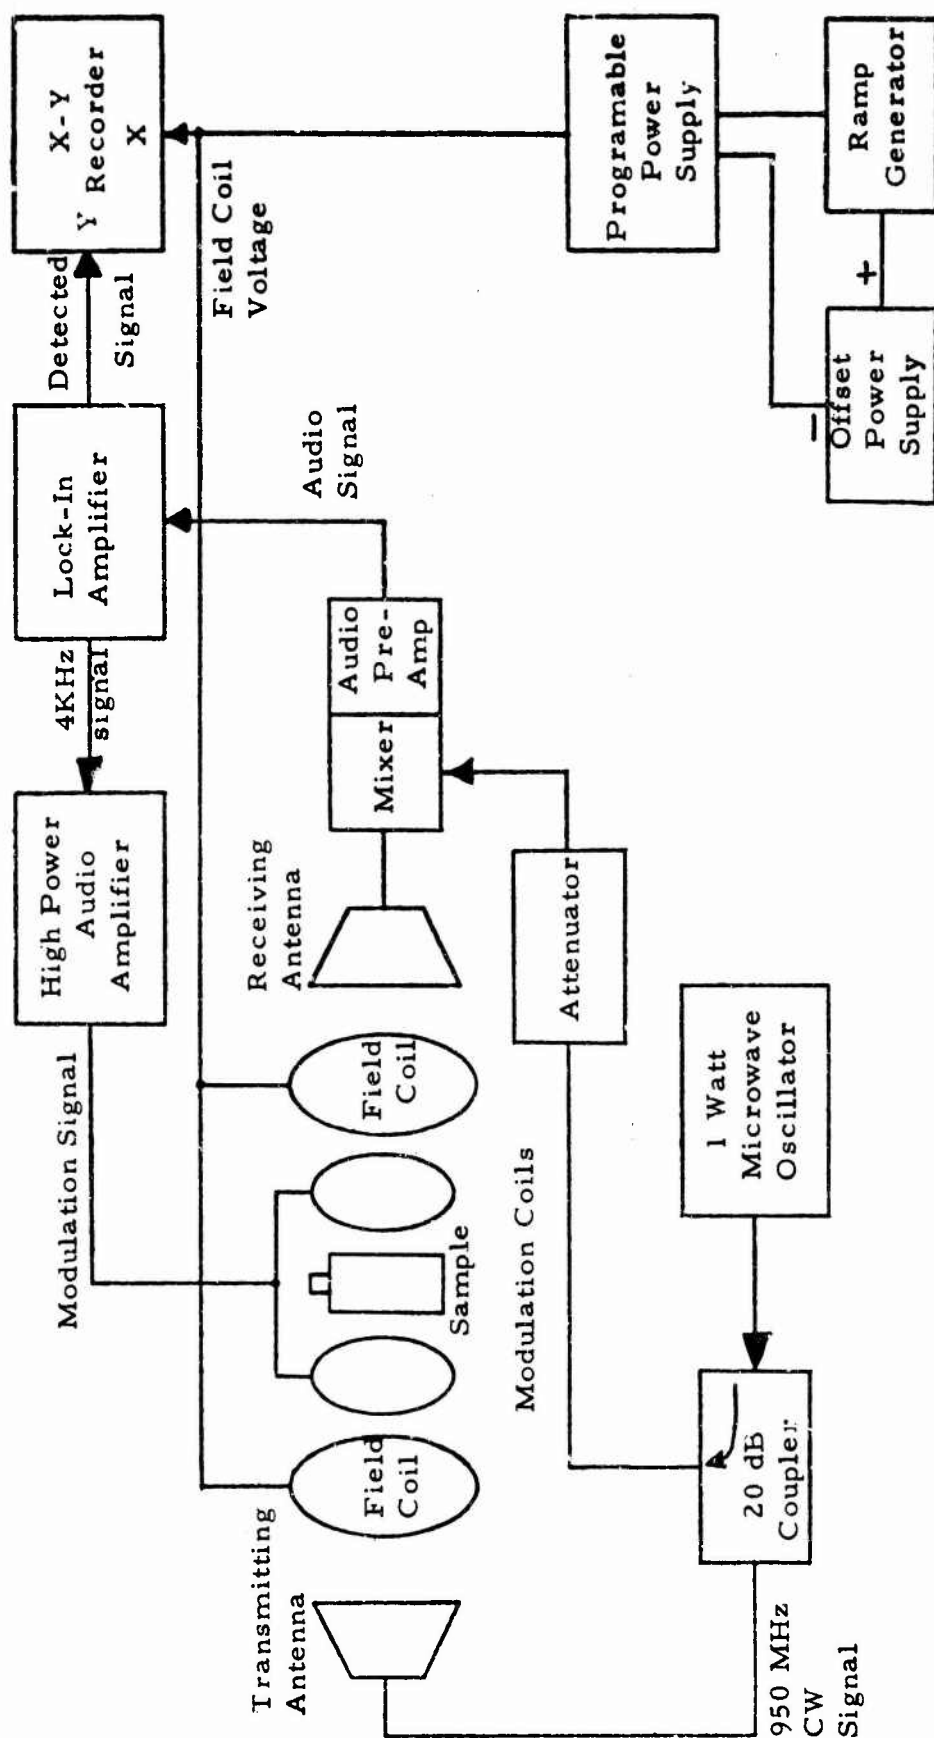 High Power
Audio
Amplifier
4KHz
signal
Lock-In
Amplifier
Detected
Signal
X-Y
Y Recorder
X
Modulation Signal
Field Coil
Voltage
Transmitting
Antenna
Field
Coil
Sample
Field
Coil
Receiving
Antenna
Mixer
Audio
Pre-
Amp
Audio
Signal
Modulation Coils
Attenuator
Programable
Power
Supply
950 MHz
CW
Signal
20 dB
Coupler
1 Watt
Microwave
Oscillator
−
Offset
Power
Supply
+
Ramp
Generator